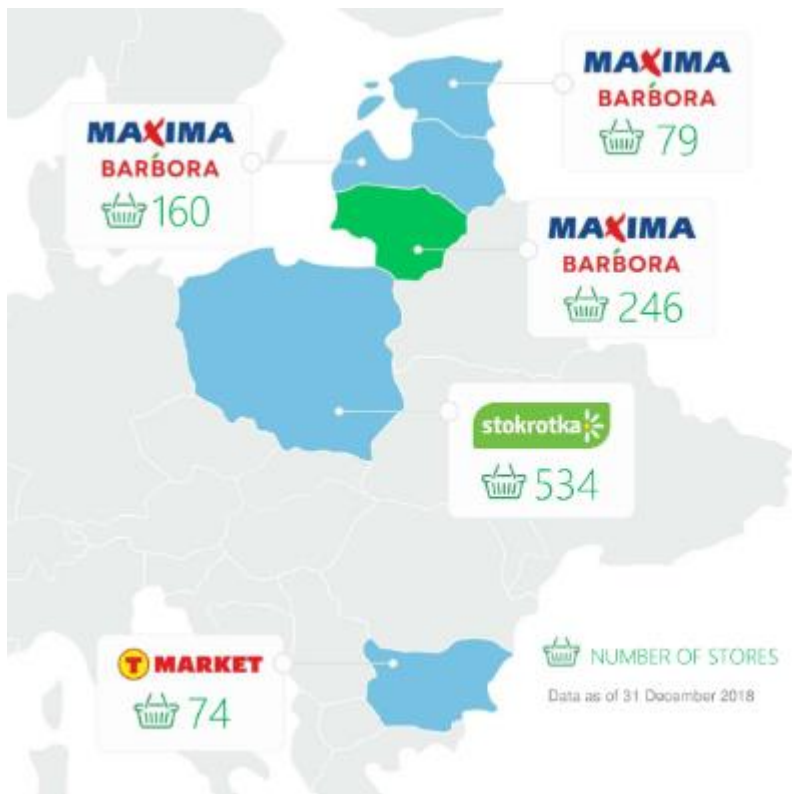 MAXIMA
BARBORA
79
MAXIMA
BARBORA
160
MAXIMA
BARBORA
246
stokrotka
534
T MARKET
74
NUMBER OF STORES
Data as of 31 December 2018